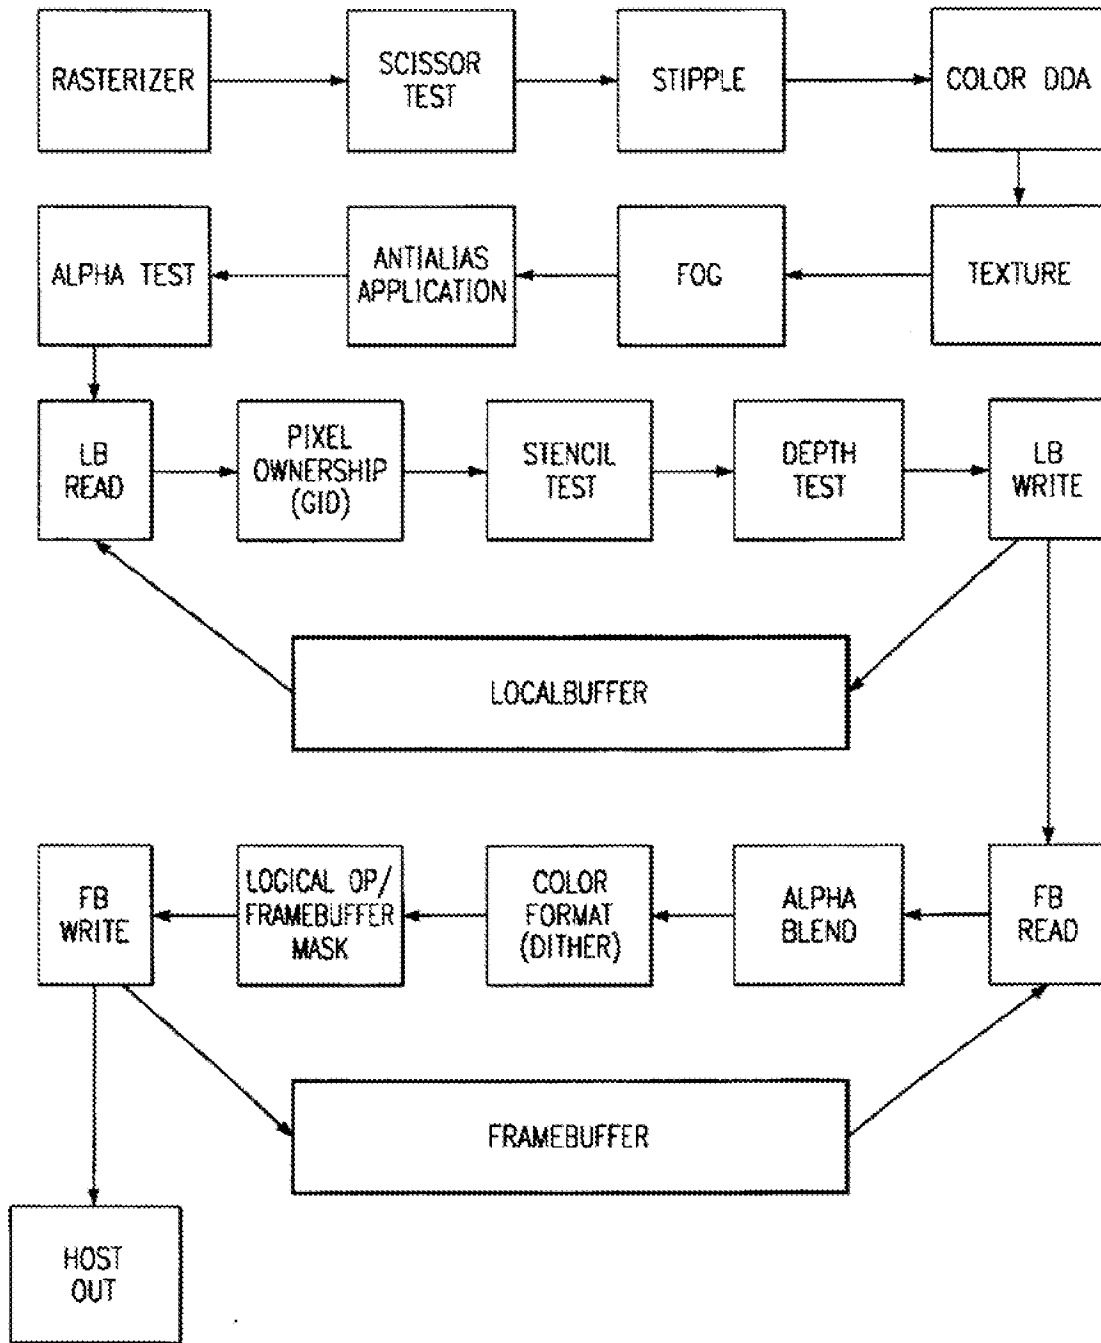 RASTERIZER
SCISSOR
TEST
STIPPLE
COLOR DDA
ALPHA TEST
ANTIALIAS
APPLICATION
FOG
TEXTURE
LB
READ
PIXEL
OWNERSHIP
(GID)
STENCIL
TEST
DEPTH
TEST
LB
WRITE
LOCALBUFFER
FB
WRITE
LOGICAL OP/
FRAMEBUFFER
MASK
COLOR
FORMAT
(DITHER)
ALPHA
BLEND
FB
READ
FRAMEBUFFER
HOST
OUT